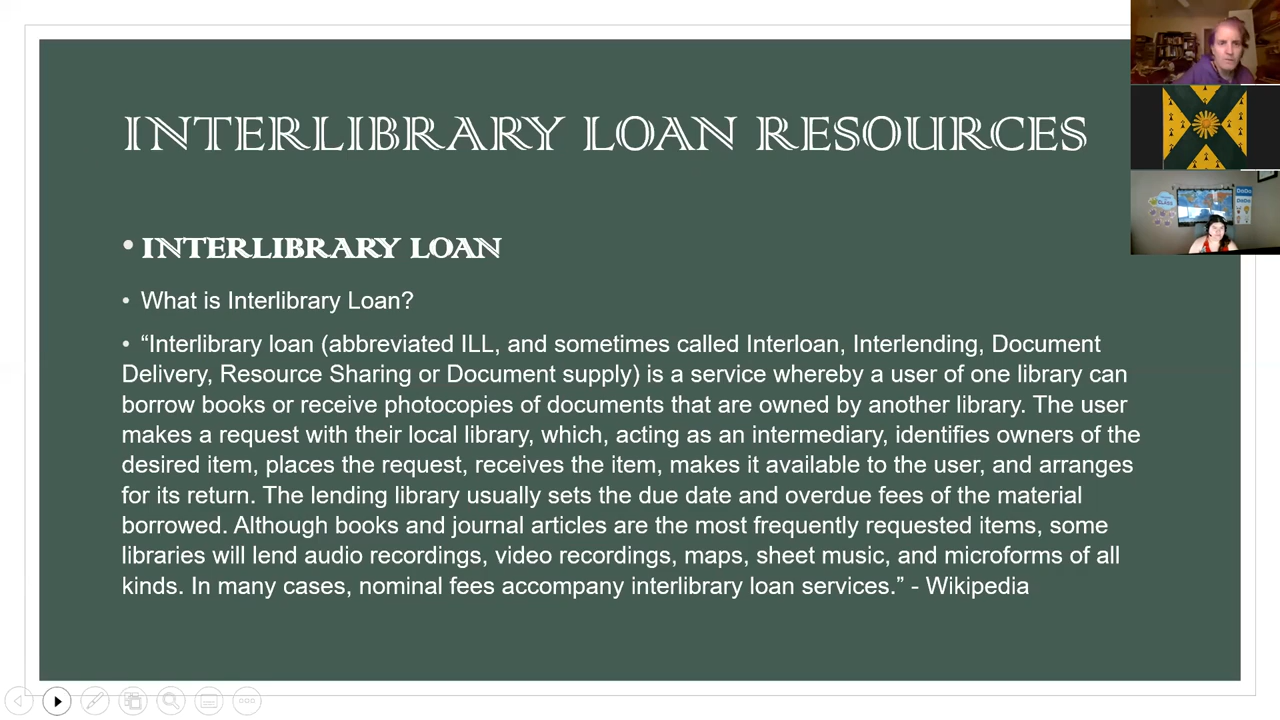 INTERLIBRARY LOAN RESOURCES
• INTERLIBRARY LOAN
• What is Interlibrary Loan?
• “Interlibrary loan (abbreviated ILL, and sometimes called Interloan, Interlending, Document
Delivery, Resource Sharing or Document supply) is a service whereby a user of one library can
borrow books or receive photocopies of documents that are owned by another library. The user
makes a request with their local library, which, acting as an intermediary, identifies owners of the
desired item, places the request, receives the item, makes it available to the user, and arranges
for its return. The lending library usually sets the due date and overdue fees of the material
borrowed. Although books and journal articles are the most frequently requested items, some
libraries will lend audio recordings, video recordings, maps, sheet music, and microforms of all
kinds. In many cases, nominal fees accompany interlibrary loan services.” - Wikipedia